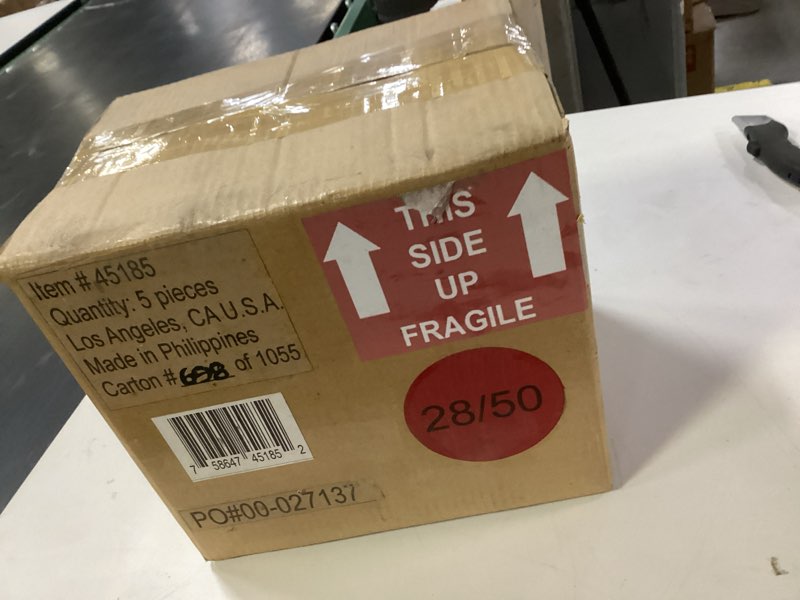 Item # 45185
Quantity: 5 pieces
Los Angeles, CA U.S.A.
Made in Philippines
Carton # of 1055
THIS
SIDE
UP
FRAGILE
28/50
7 58647 45185 2
PO#00-027137